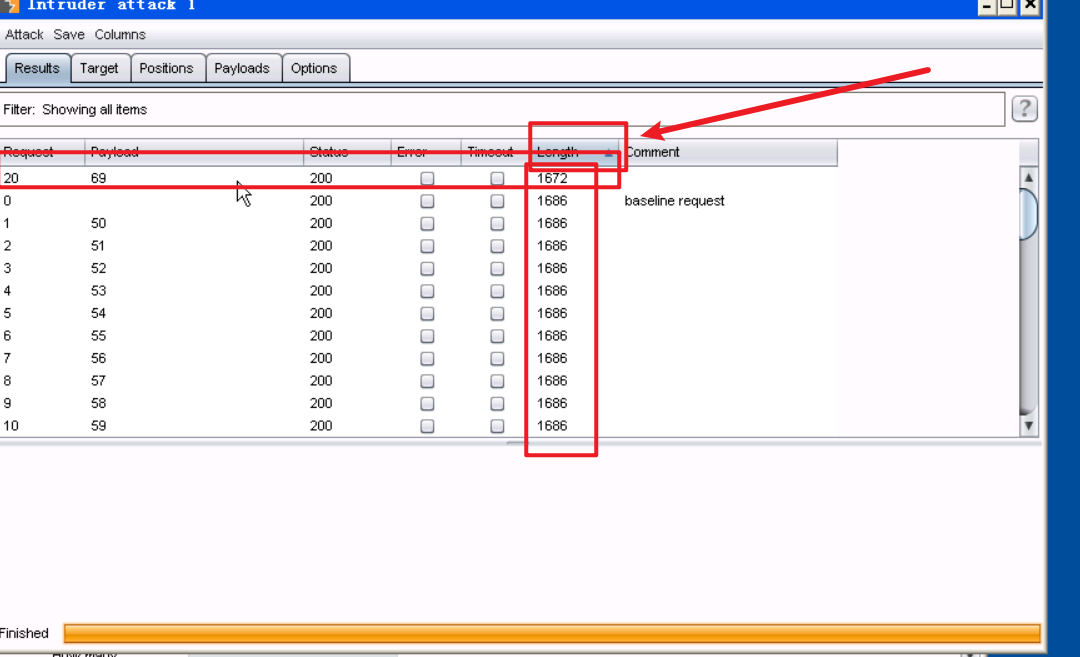 Intruder attack 1
Attack Save Columns
Results Target Positions Payloads Options
Filter: Showing all items
?
Request Payload Status Error Timeout Length Comment
20 69 200 1672
0 200 1686 baseline request
1 50 200 1686
2 51 200 1686
3 52 200 1686
4 53 200 1686
5 54 200 1686
6 55 200 1686
7 56 200 1686
8 57 200 1686
9 58 200 1686
10 59 200 1686
Finished